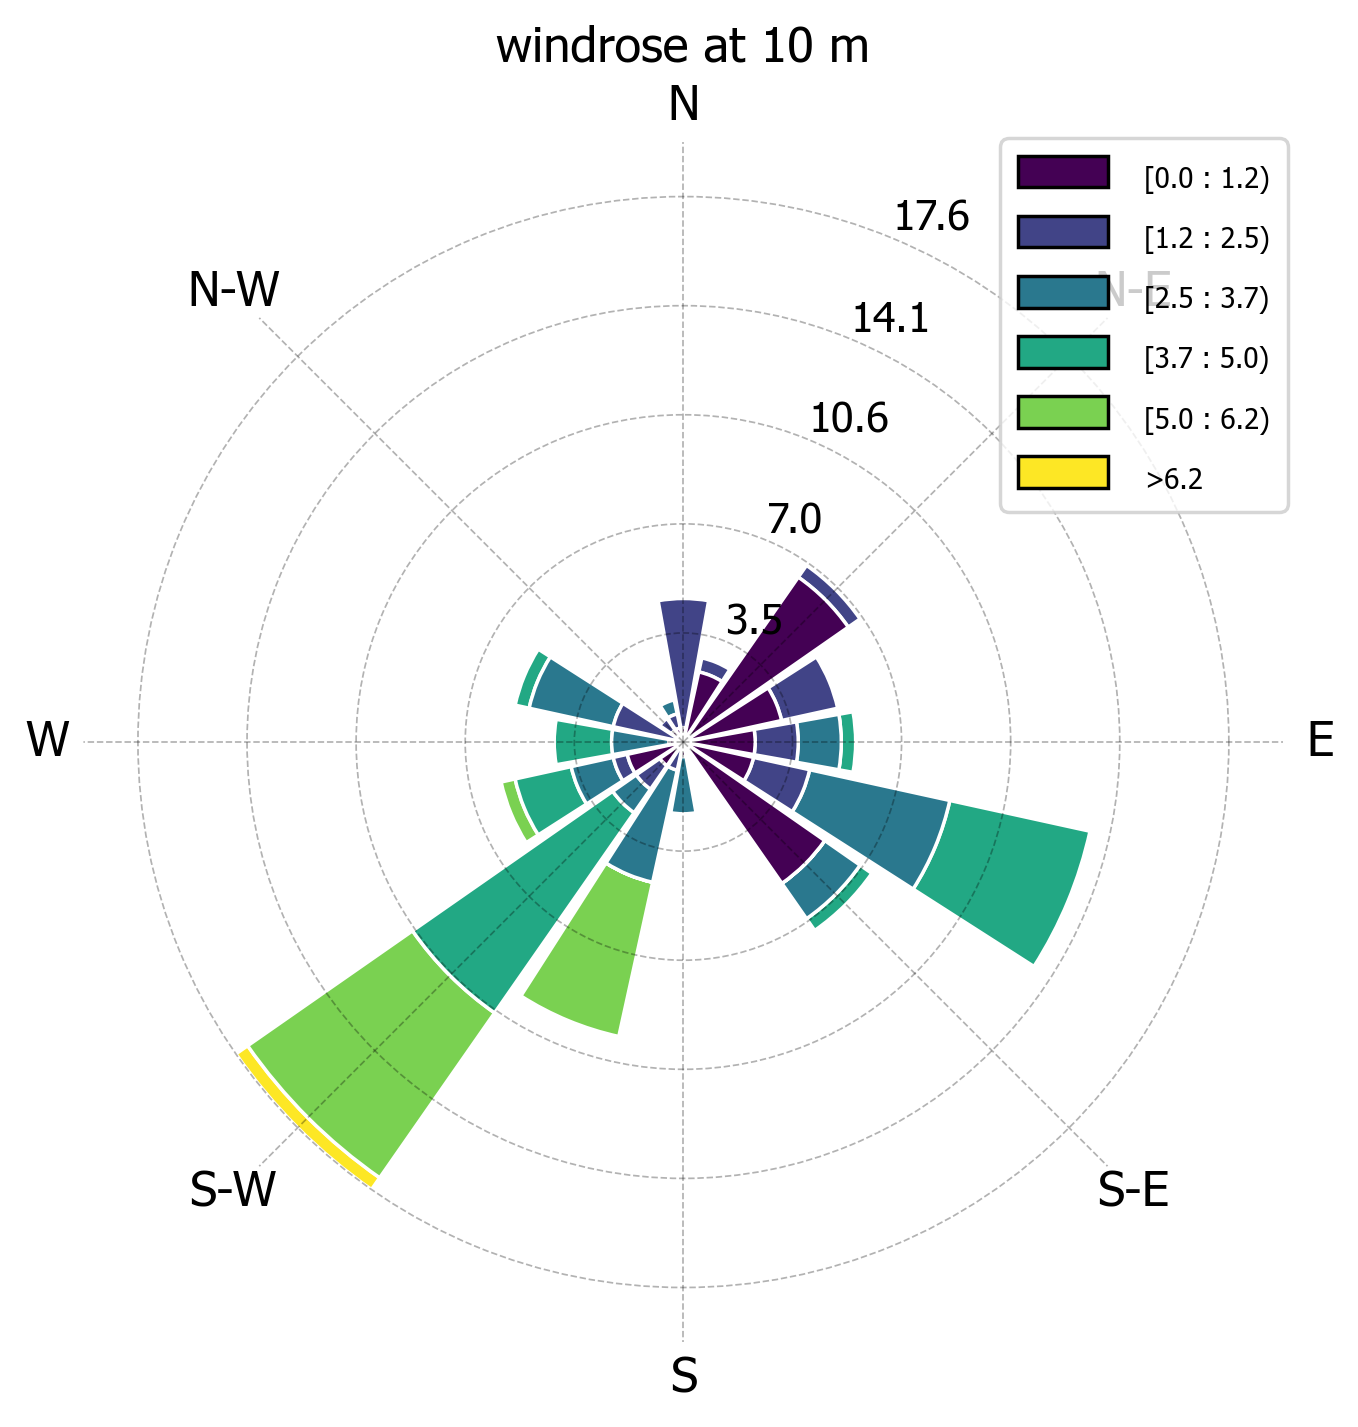 windrose at 10 m
N
[0.0 : 1.2)
[1.2 : 2.5)
[2.5 : 3.7)
[3.7 : 5.0)
[5.0 : 6.2)
>6.2
17.6
N-W
N-E
14.1
10.6
7.0
3.5
W
E
S-W
S-E
S